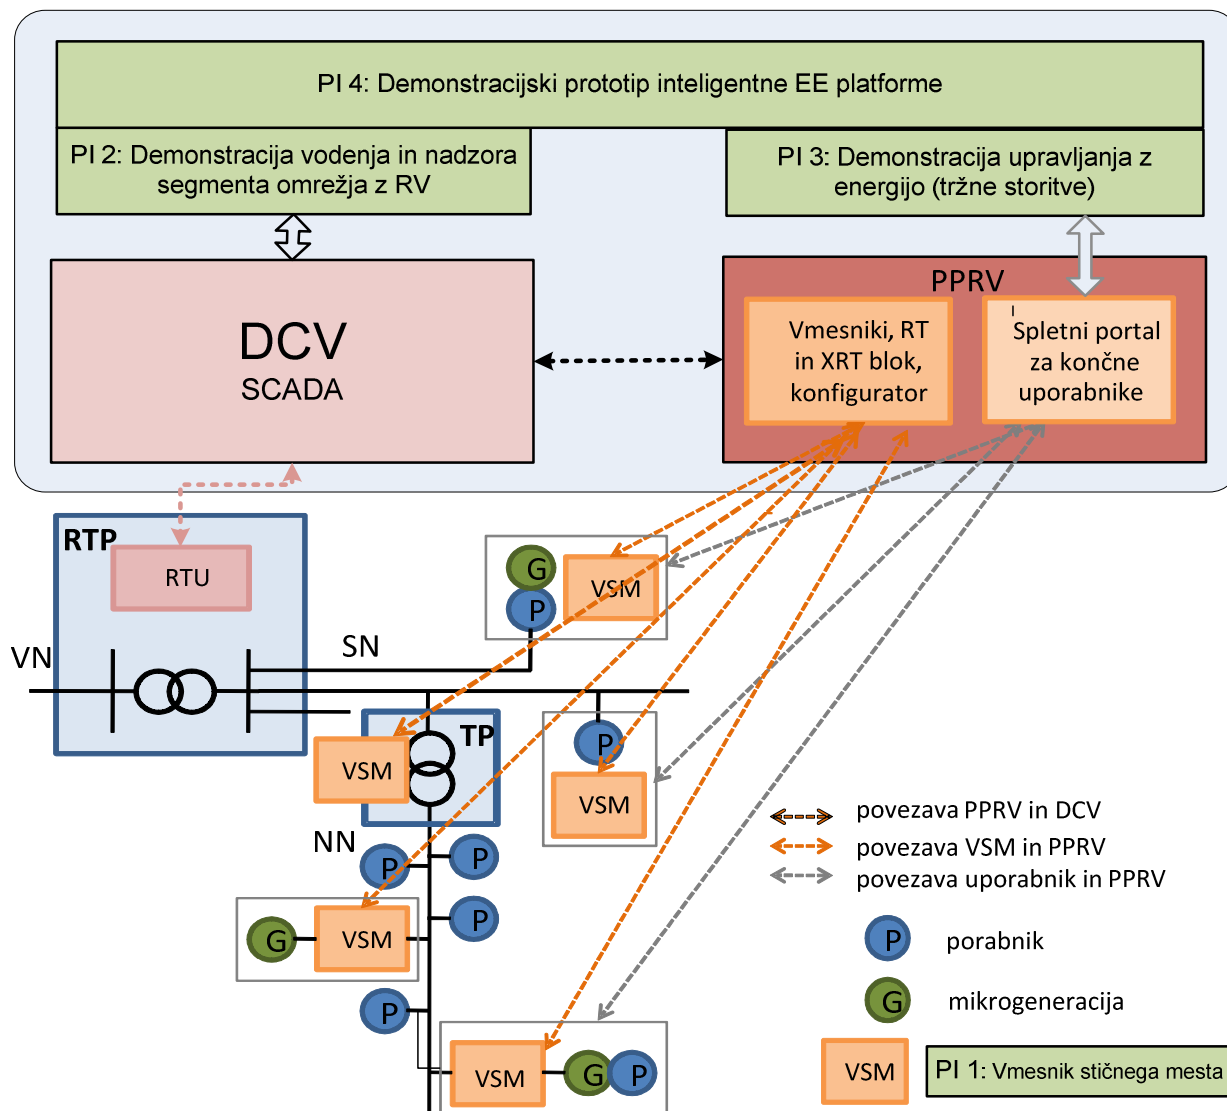 PI 4: Demonstracijski prototip inteligentne EE platforme
PI 2: Demonstracija vodenja in nadzora
segmenta omrežja z RV
PI 3: Demonstracija upravljanja z
energijo (tržne storitve)
DCV
SCADA
PPRV
Vmesniki, RT
in XRT blok,
konfigurator
Spletni portal
za končne
uporabnike
RTP
RTU
G
P
VSM
VN
SN
TP
VSM
P
VSM
NN
P
P
P
G
VSM
P
VSM
G
P
povezava PPRV in DCV
povezava VSM in PPRV
povezava uporabnik in PPRV
P
porabnik
G
mikrogeneracija
VSM
PI 1: Vmesnik stičnega mesta